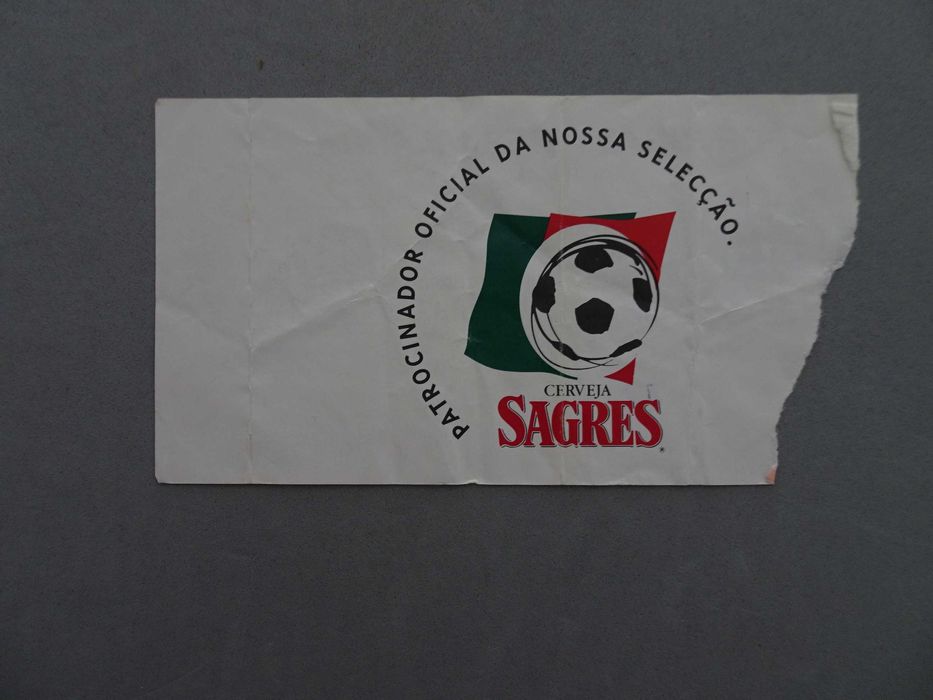 PATROCINADOR OFICIAL DA NOSSA SELECÇÃO.
CERVEJA
SAGRES